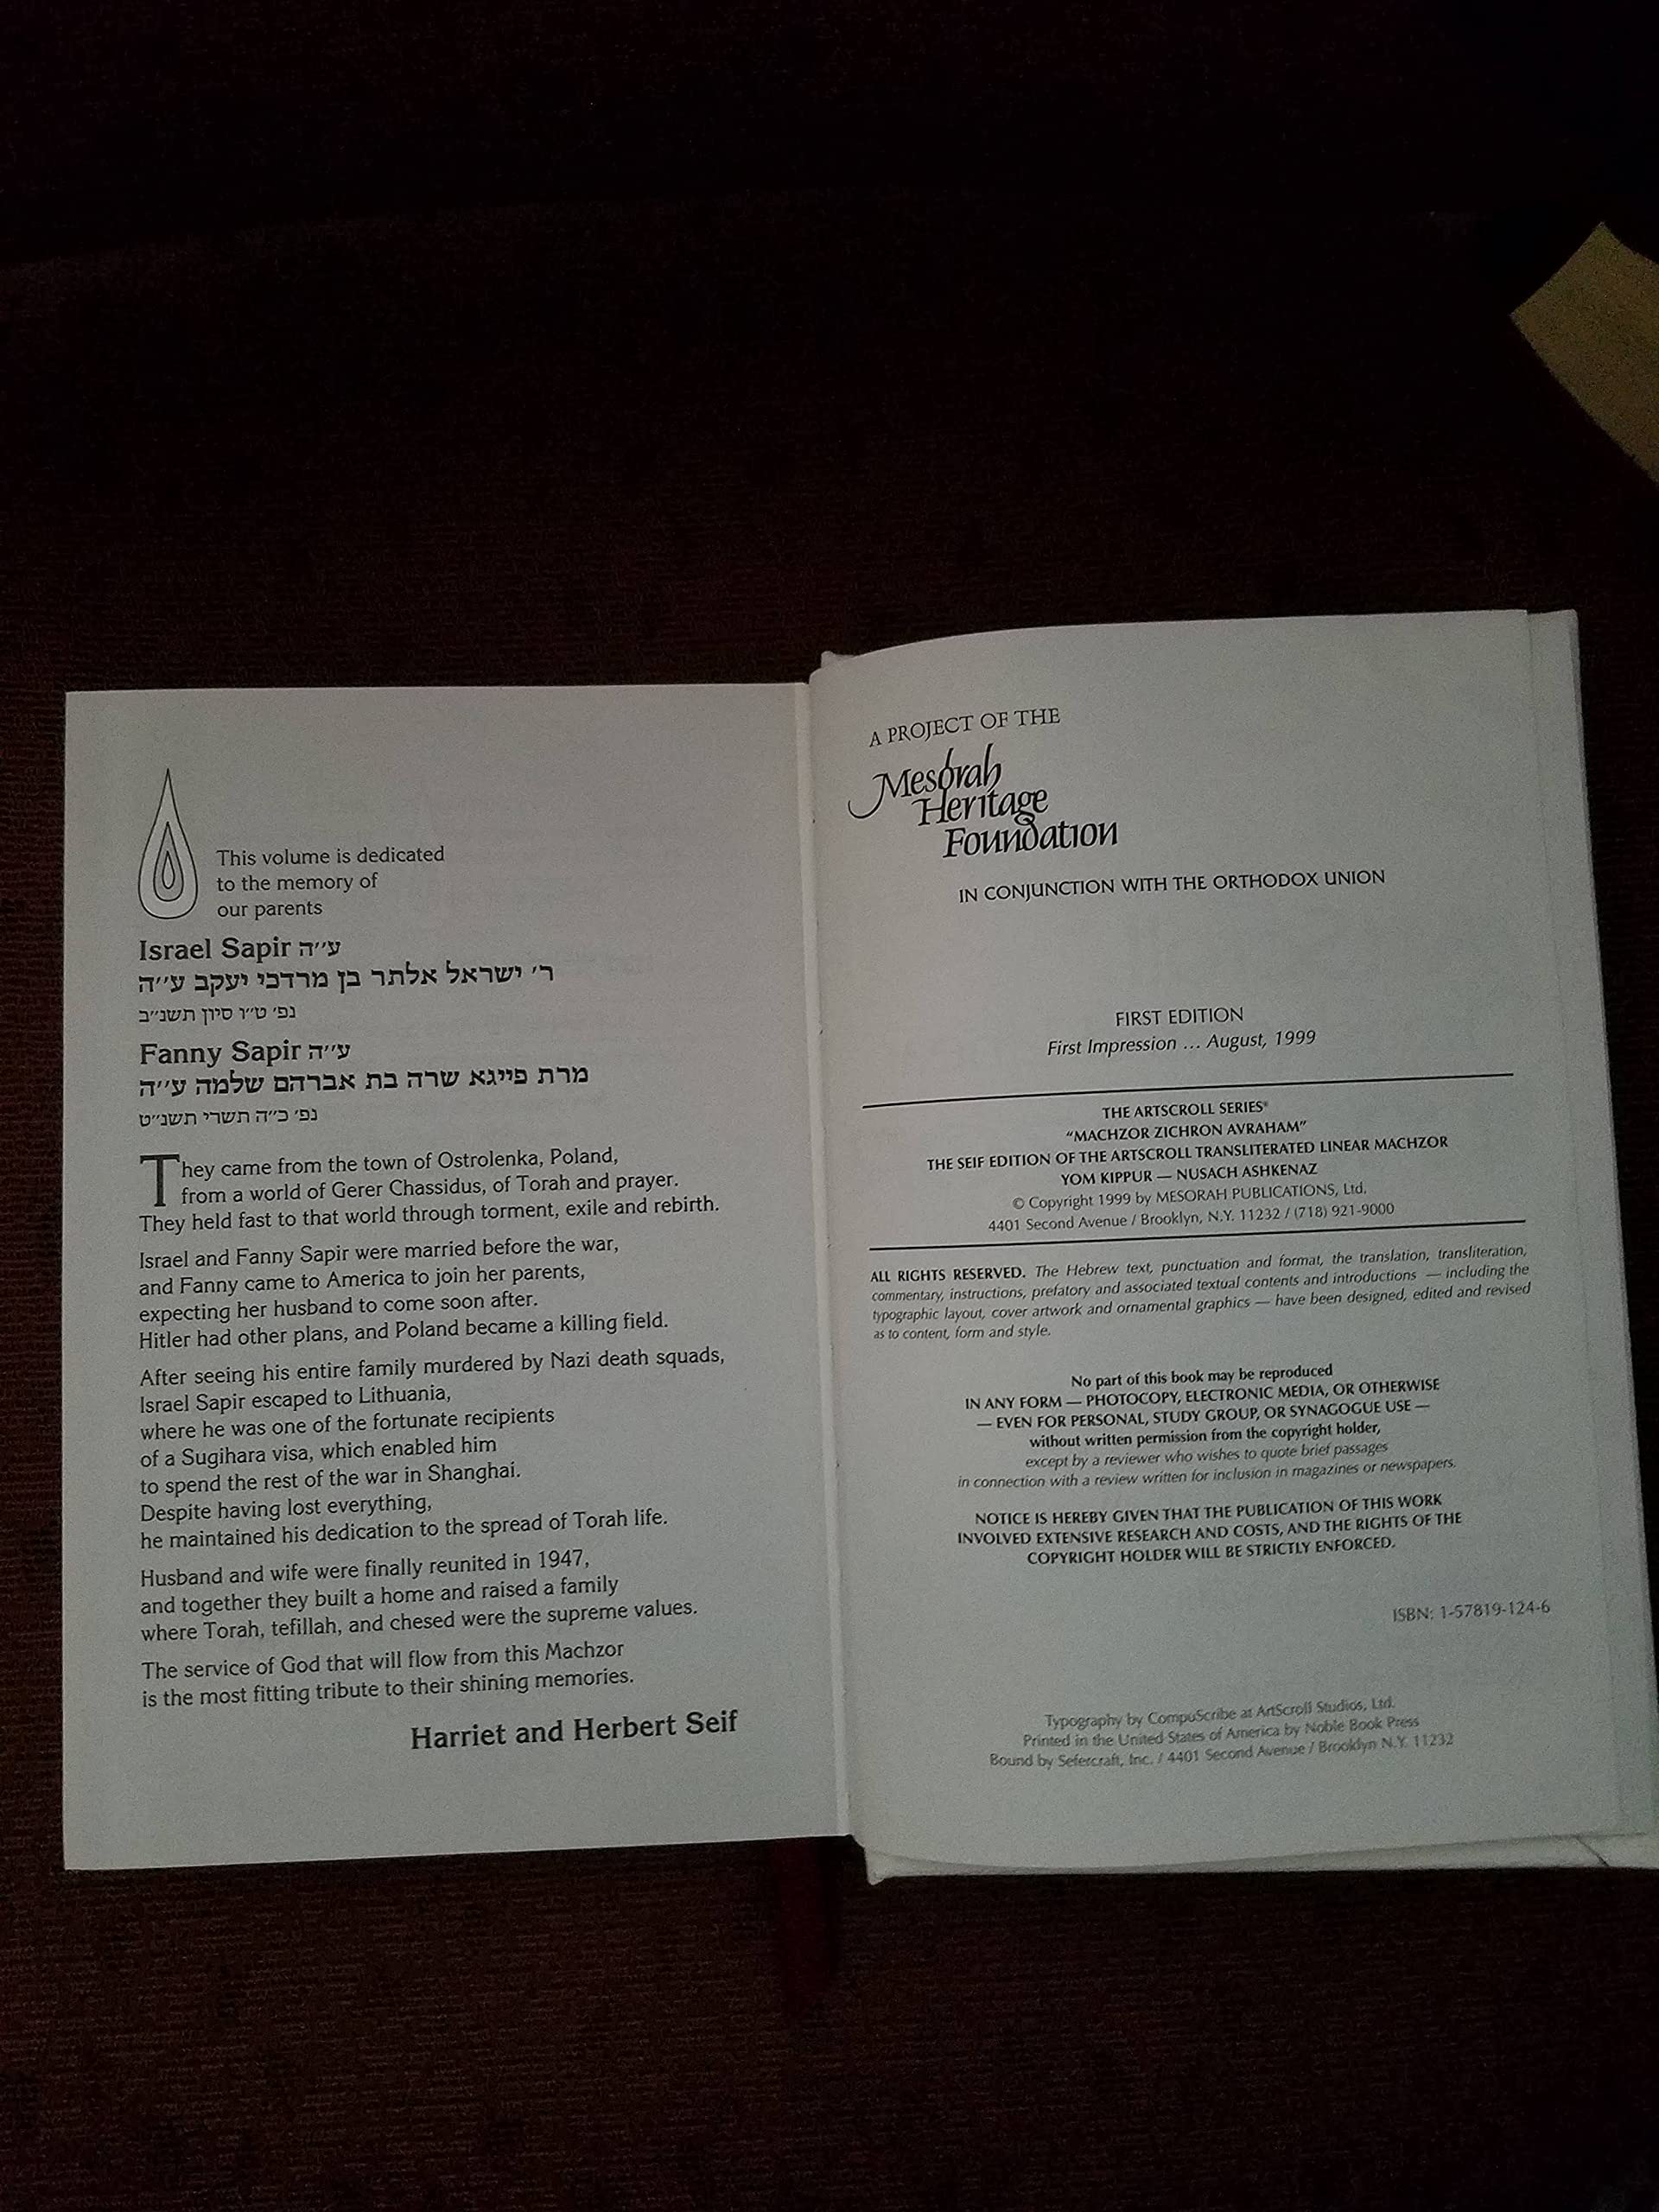 This volume is dedicated
to the memory of
our parents
Israel Sapir ע״ה
ר׳ ישראל אלתר בן מרדכי יעקב ע״ה
נפ׳ ט״ו סיון תשנ״ב
Fanny Sapir ע״ה
מרת פייגא שרה בת אברהם שלמה ע״ה
נפ׳ כ״ה תשרי תשנ״ט
They came from the town of Ostrolenka, Poland,
from a world of Gerer Chassidus, of Torah and prayer.
They held fast to that world through torment, exile and rebirth.
Israel and Fanny Sapir were married before the war,
and Fanny came to America to join her parents,
expecting her husband to come soon after.
Hitler had other plans, and Poland became a killing field.
After seeing his entire family murdered by Nazi death squads,
Israel Sapir escaped to Lithuania,
where he was one of the fortunate recipients
of a Sugihara visa, which enabled him
to spend the rest of the war in Shanghai.
Despite having lost everything,
he maintained his dedication to the spread of Torah life.
Husband and wife were finally reunited in 1947,
and together they built a home and raised a family
where Torah, tefillah, and chesed were the supreme values.
The service of God that will flow from this Machzor
is the most fitting tribute to their shining memories.
Harriet and Herbert Seif
A PROJECT OF THE
Mesorah
Heritage
Foundation
IN CONJUNCTION WITH THE ORTHODOX UNION
FIRST EDITION
First Impression ... August, 1999
THE ARTSCROLL SERIES®
"MACHZOR ZICHRON AVRAHAM"
THE SEIF EDITION OF THE ARTSCROLL TRANSLITERATED LINEAR MACHZOR
YOM KIPPUR — NUSACH ASHKENAZ
© Copyright 1999 by MESORAH PUBLICATIONS, Ltd.
4401 Second Avenue / Brooklyn, N.Y. 11232 / (718) 921-9000
ALL RIGHTS RESERVED. The Hebrew text, punctuation and format, the translation, transliteration,
commentary, instructions, prefatory and associated textual contents and introductions — including the
typographic layout, cover artwork and ornamental graphics — have been designed, edited and revised
as to content, form and style.
No part of this book may be reproduced
IN ANY FORM — PHOTOCOPY, ELECTRONIC MEDIA, OR OTHERWISE
— EVEN FOR PERSONAL, STUDY GROUP, OR SYNAGOGUE USE —
without written permission from the copyright holder,
except by a reviewer who wishes to quote brief passages
in connection with a review written for inclusion in magazines or newspapers.
NOTICE IS HEREBY GIVEN THAT THE PUBLICATION OF THIS WORK
INVOLVED EXTENSIVE RESEARCH AND COSTS, AND THE RIGHTS OF THE
COPYRIGHT HOLDER WILL BE STRICTLY ENFORCED.
ISBN: 1-57819-124-6
Typography by CompuScribe at ArtScroll Studios, Ltd.
Printed in the United States of America by Noble Book Press
Bound by Sefercraft, Inc. / 4401 Second Avenue / Brooklyn N.Y. 11232